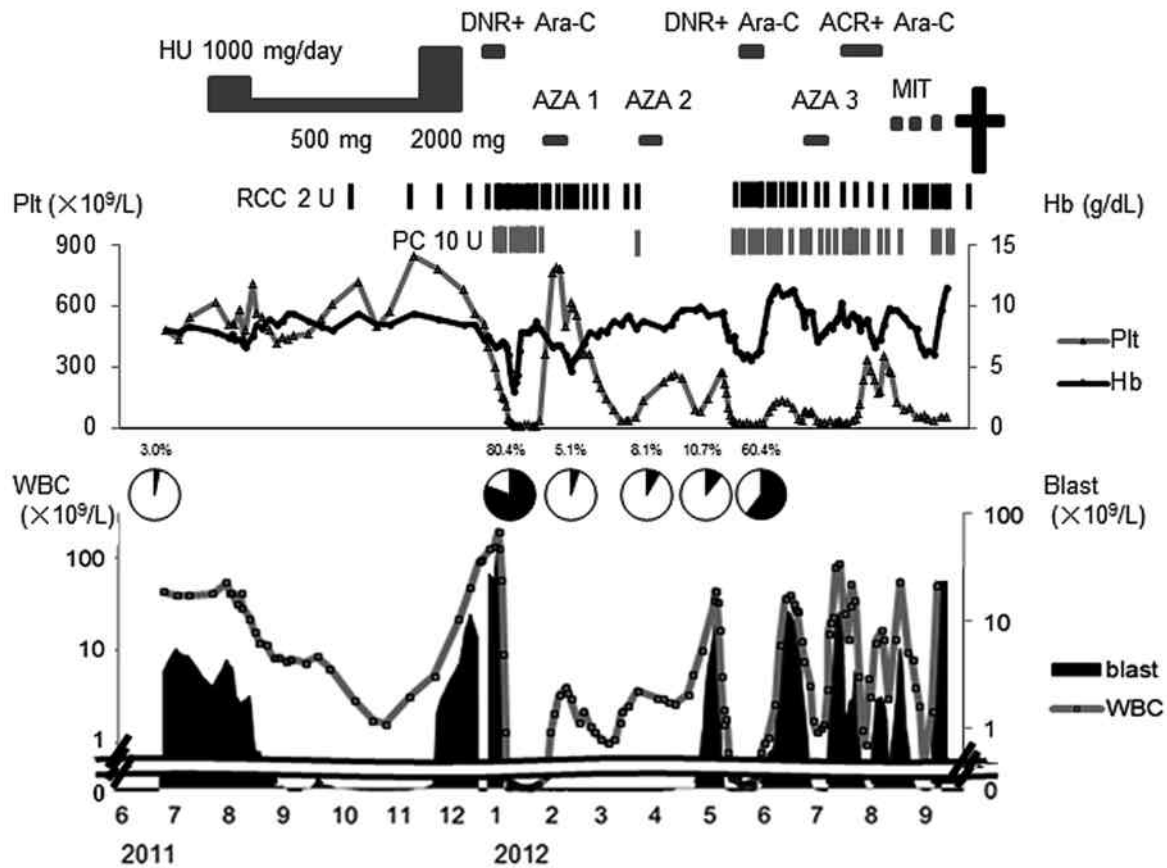 DNR+ Ara-C DNR+ Ara-C ACR+ Ara-C
HU 1000 mg/day
AZA 1 AZA 2 AZA 3 MIT
500 mg 2000 mg
RCC 2 U
Plt (×10⁹/L) Hb (g/dL)
PC 10 U
900 15
600 10
300 5
0 0
Plt
Hb
3.0% 80.4% 5.1% 8.1% 10.7% 60.4%
WBC Blast
(×10⁹/L) (×10⁹/L)
100 100
10 10
1 1
0 0
blast
WBC
6 7 8 9 10 11 12 1 2 3 4 5 6 7 8 9
2011 2012